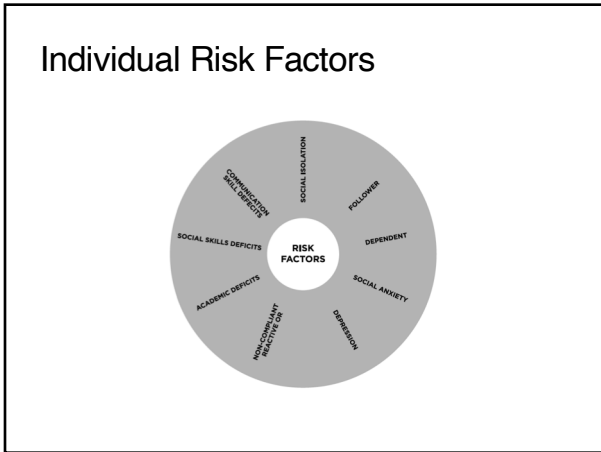 Individual Risk Factors
SOCIAL ISOLATION
FOLLOWER
DEPENDENT
SOCIAL ANXIETY
DEPRESSION
NON-COMPLIANT
REACTIVE OR
ACADEMIC DEFICITS
SOCIAL SKILLS DEFICITS
COMMUNICATION
SKILL DEFECITS
RISK
FACTORS